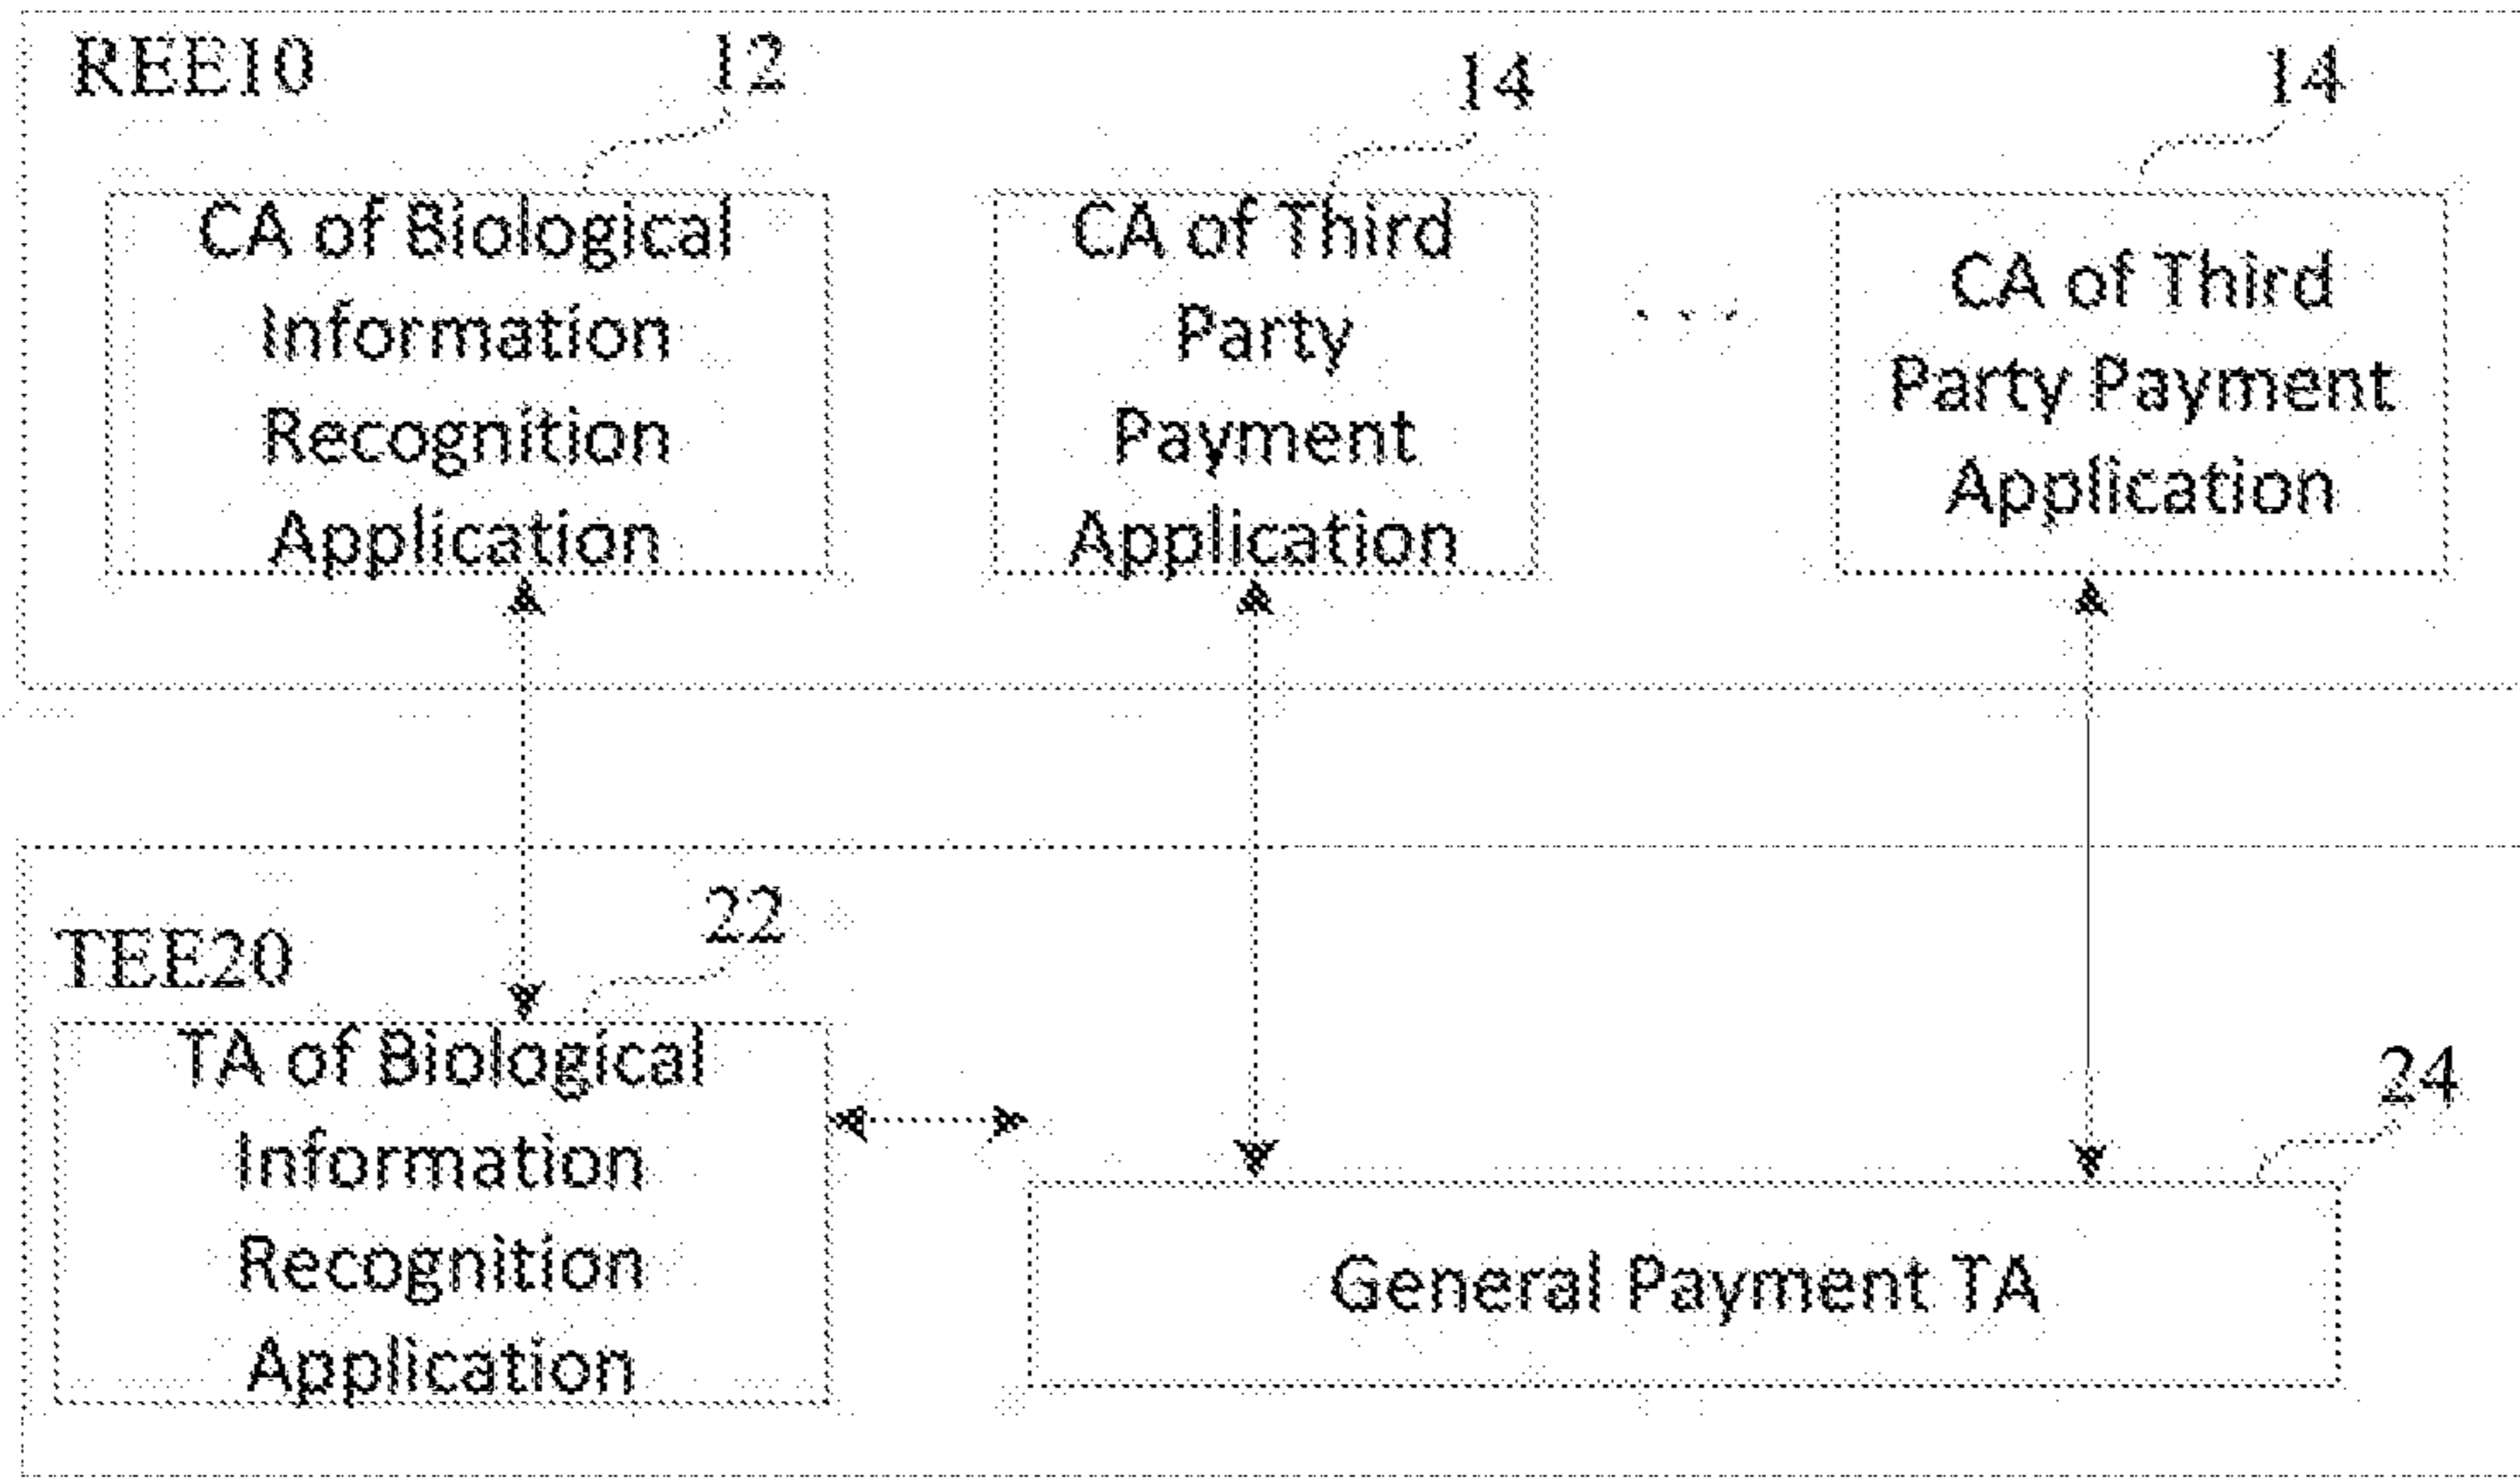 REE10
12
14
14
CA of Biological
Information
Recognition
Application
CA of Third
Party
Payment
Application
...
CA of Third
Party Payment
Application
TEE20
22
TA of Biological
Information
Recognition
Application
24
General Payment TA